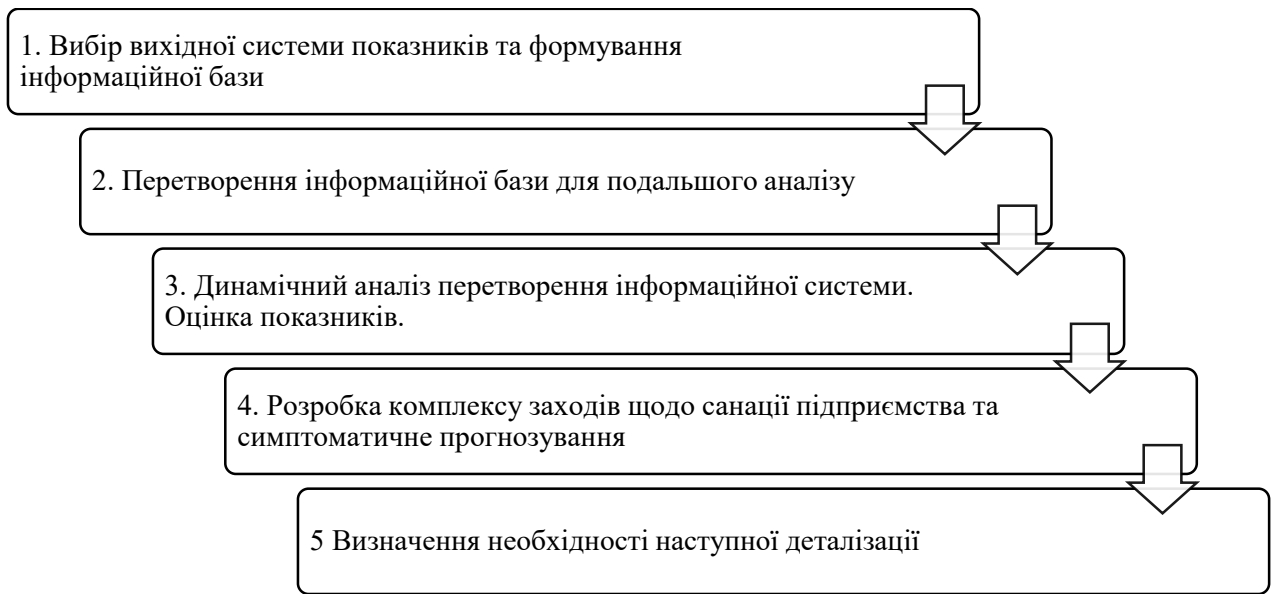 1. Вибір вихідної системи показників та формування
інформаційної бази
2. Перетворення інформаційної бази для подальшого аналізу
3. Динамічний аналіз перетворення інформаційної системи.
Оцінка показників.
4. Розробка комплексу заходів щодо санації підприємства та
симптоматичне прогнозування
5 Визначення необхідності наступної деталізації